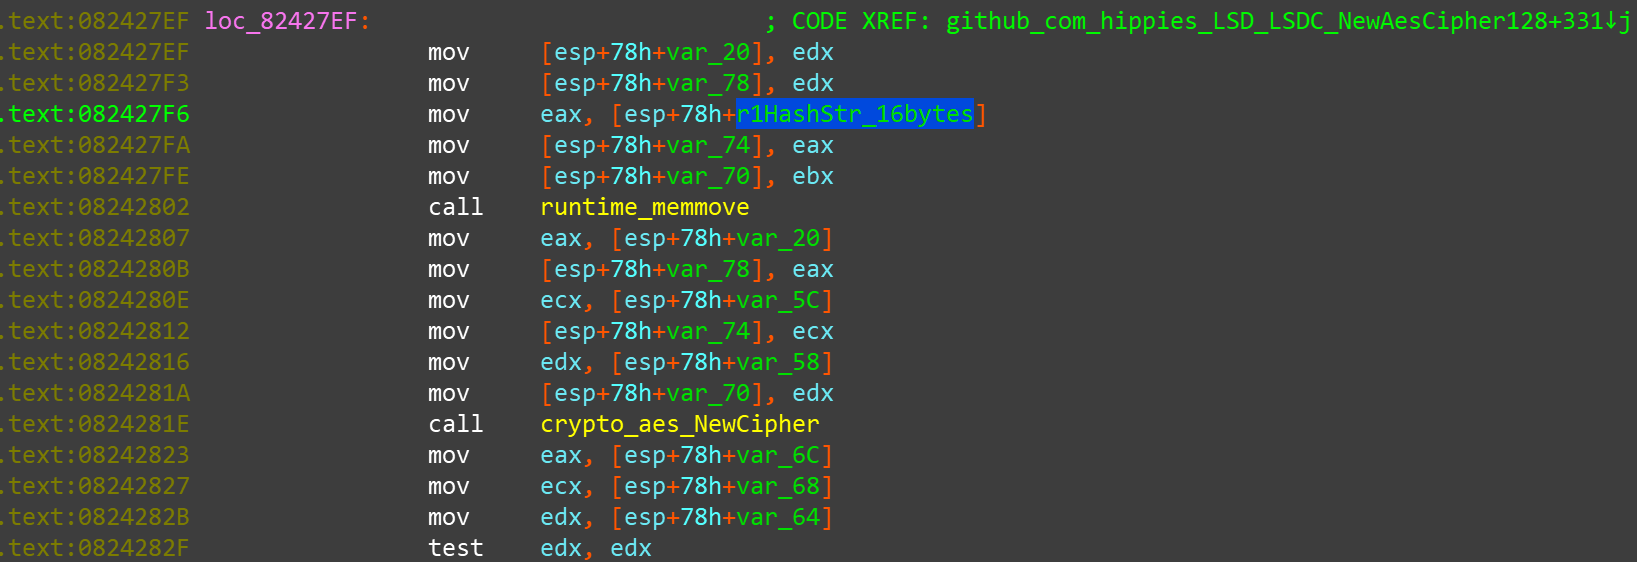 .text:082427EF loc_82427EF: ; CODE XREF: github_com_hippies_LSD_LSDC_NewAesCipher128+331↓j
.text:082427EF mov [esp+78h+var_20], edx
.text:082427F3 mov [esp+78h+var_78], edx
.text:082427F6 mov eax, [esp+78h+r1HashStr_16bytes]
.text:082427FA mov [esp+78h+var_74], eax
.text:082427FE mov [esp+78h+var_70], ebx
.text:08242802 call runtime_memmove
.text:08242807 mov eax, [esp+78h+var_20]
.text:0824280B mov [esp+78h+var_78], eax
.text:0824280E mov ecx, [esp+78h+var_5C]
.text:08242812 mov [esp+78h+var_74], ecx
.text:08242816 mov edx, [esp+78h+var_58]
.text:0824281A mov [esp+78h+var_70], edx
.text:0824281E call crypto_aes_NewCipher
.text:08242823 mov eax, [esp+78h+var_6C]
.text:08242827 mov ecx, [esp+78h+var_68]
.text:0824282B mov edx, [esp+78h+var_64]
.text:0824282F test edx, edx